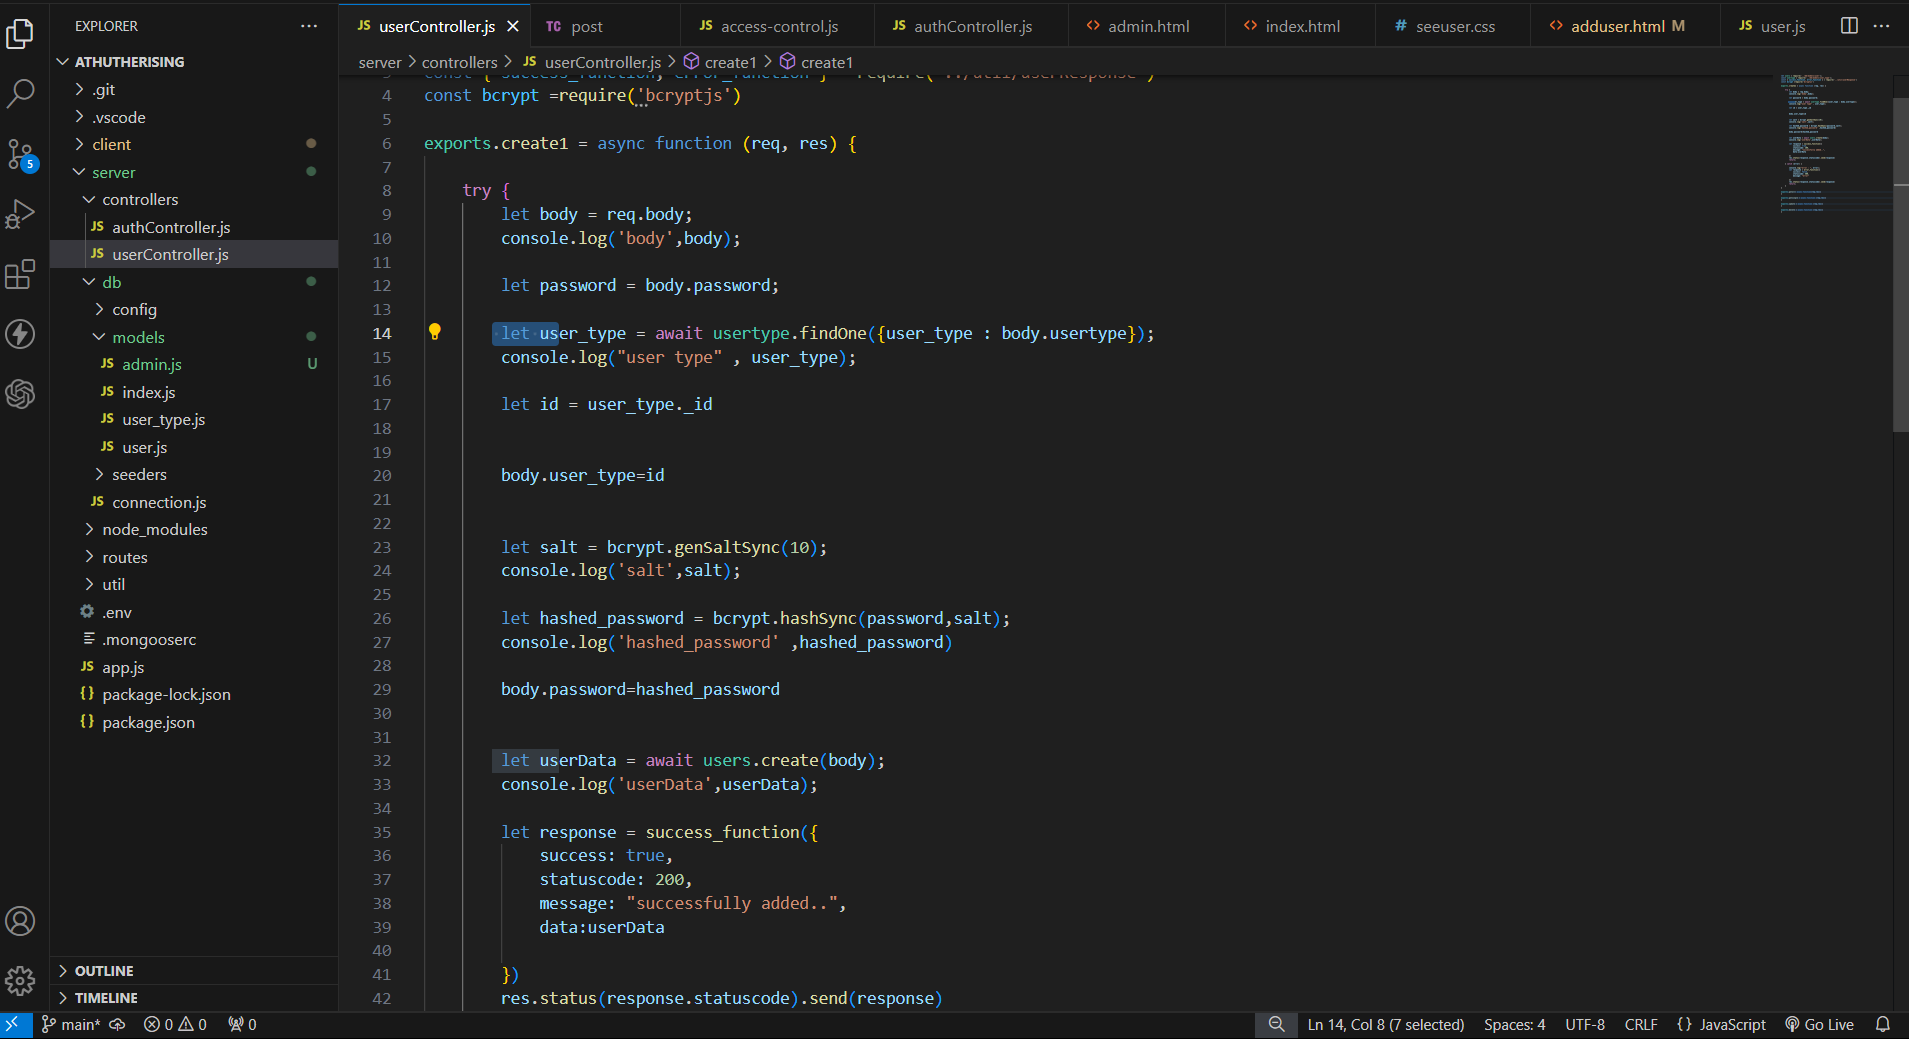 EXPLORER
userController.js
TC post
JS access-control.js
JS authController.js
<> admin.html
<> index.html
# seeuser.css
<> adduser.html M
JS user.js
server > controllers > JS userController.js > create1 > create1
ATHUTHERISING
.git
.vscode
client
server
controllers
JS authController.js
JS userController.js
db
config
models
JS admin.js U
JS index.js
JS user_type.js
JS user.js
seeders
JS connection.js
node_modules
routes
util
.env
.mongooserc
JS app.js
{} package-lock.json
{} package.json
OUTLINE
TIMELINE
5
4 const bcrypt =require('bcryptjs')
5
6 exports.create1 = async function (req, res) {
7
8 try {
9 let body = req.body;
10 console.log('body',body);
11
12 let password = body.password;
13
14 let user_type = await usertype.findOne({user_type : body.usertype});
15 console.log("user type" , user_type);
16
17 let id = user_type._id
18
19
20 body.user_type=id
21
22
23 let salt = bcrypt.genSaltSync(10);
24 console.log('salt',salt);
25
26 let hashed_password = bcrypt.hashSync(password,salt);
27 console.log('hashed_password' ,hashed_password)
28
29 body.password=hashed_password
30
31
32 let userData = await users.create(body);
33 console.log('userData',userData);
34
35 let response = success_function({
36 success: true,
37 statuscode: 200,
38 message: "successfully added..",
39 data:userData
40
41 })
42 res.status(response.statuscode).send(response)
main* 0 0 0 Ln 14, Col 8 (7 selected) Spaces: 4 UTF-8 CRLF {} JavaScript Go Live